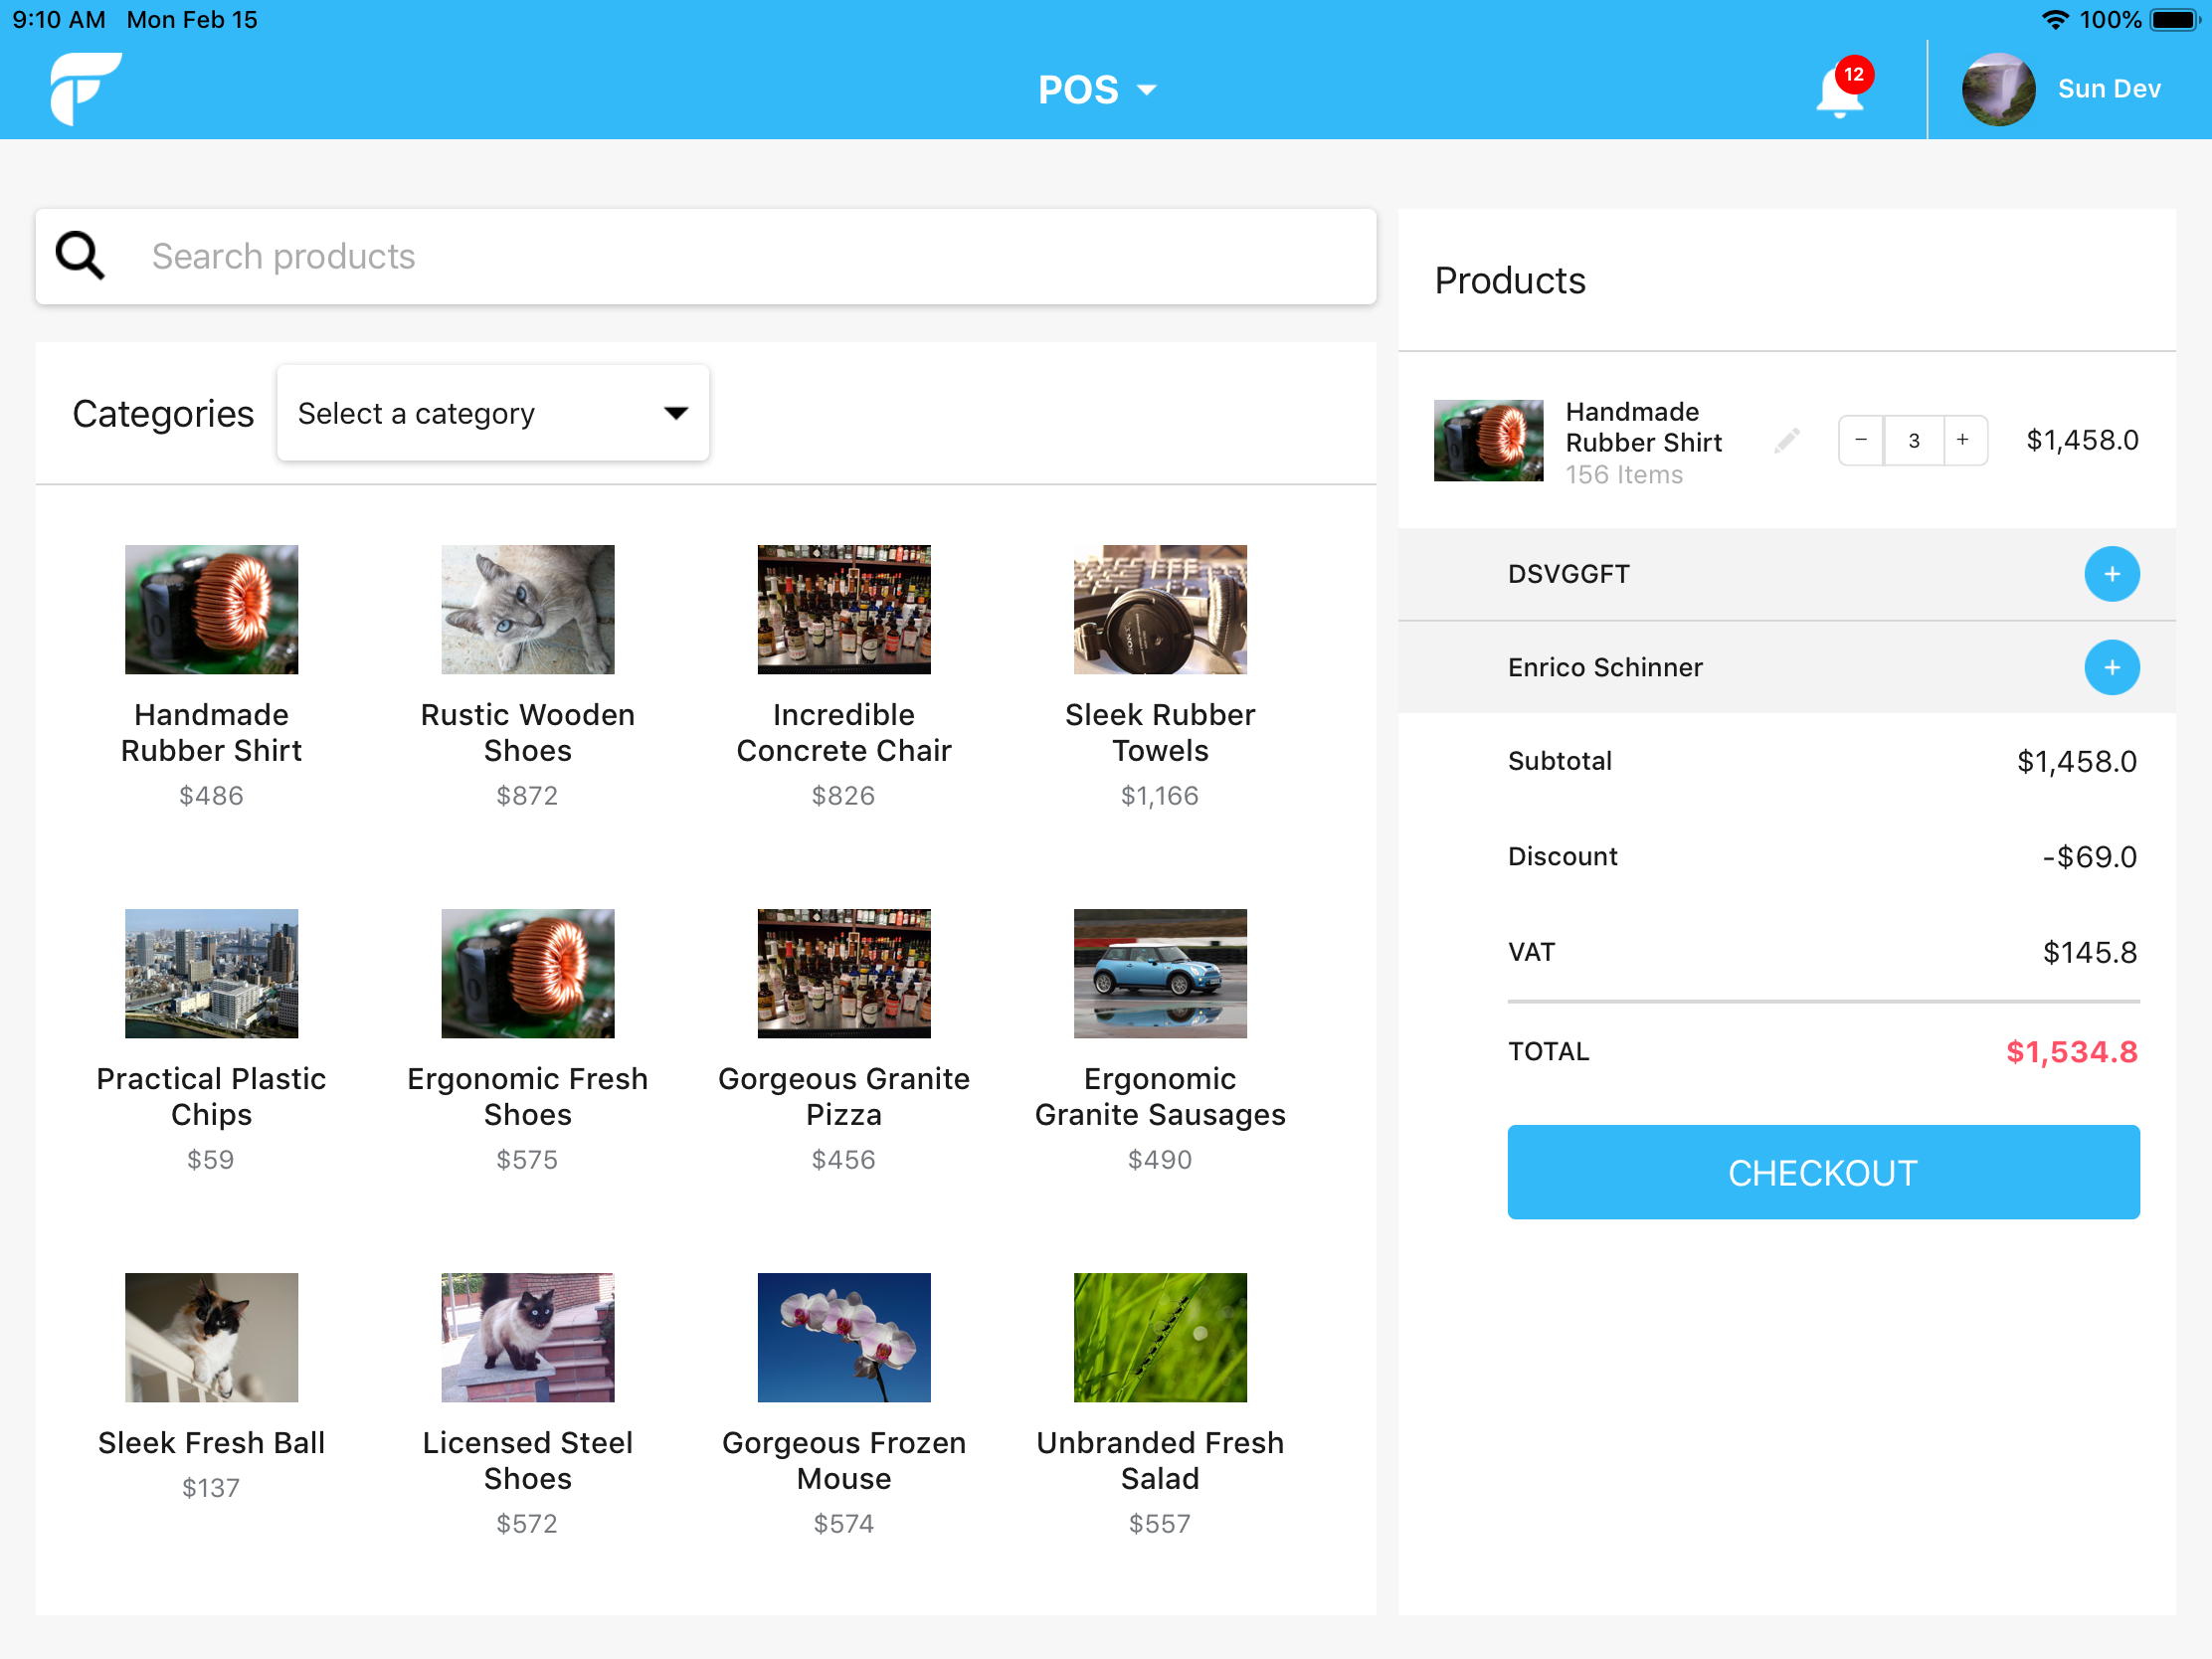 9:10 AM Mon Feb 15
100%
POS
12
Sun Dev
Search products
Categories
Select a category
Handmade
Rubber Shirt
$486
Rustic Wooden
Shoes
$872
Incredible
Concrete Chair
$826
Sleek Rubber
Towels
$1,166
Practical Plastic
Chips
$59
Ergonomic Fresh
Shoes
$575
Gorgeous Granite
Pizza
$456
Ergonomic
Granite Sausages
$490
Sleek Fresh Ball
$137
Licensed Steel
Shoes
$572
Gorgeous Frozen
Mouse
$574
Unbranded Fresh
Salad
$557
Products
Handmade
Rubber Shirt
156 Items
− 3 +
$1,458.0
DSVGGFT +
Enrico Schinner +
Subtotal $1,458.0
Discount -$69.0
VAT $145.8
TOTAL $1,534.8
CHECKOUT